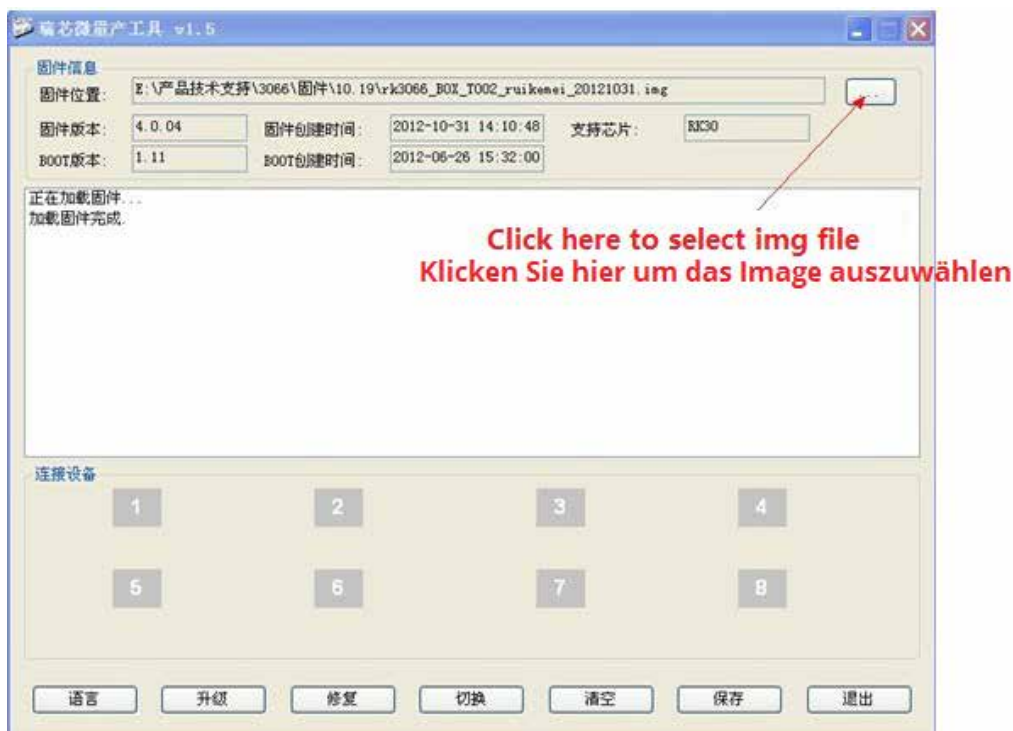 瑞芯微量产工具 v1.5
固件信息
固件位置: E:\产品技术支持\3066\固件\10.19\rk3066_BOX_T002_ruikemei_20121031.img ...
固件版本: 4.0.04 固件创建时间: 2012-10-31 14:10:48 支持芯片: RK30
BOOT版本: 1.11 BOOT创建时间: 2012-06-26 15:32:00
正在加载固件...
加载固件完成.
Click here to select img file
Klicken Sie hier um das Image auszuwählen
连接设备
1 2 3 4
5 6 7 8
语言 升级 修复 切换 清空 保存 退出